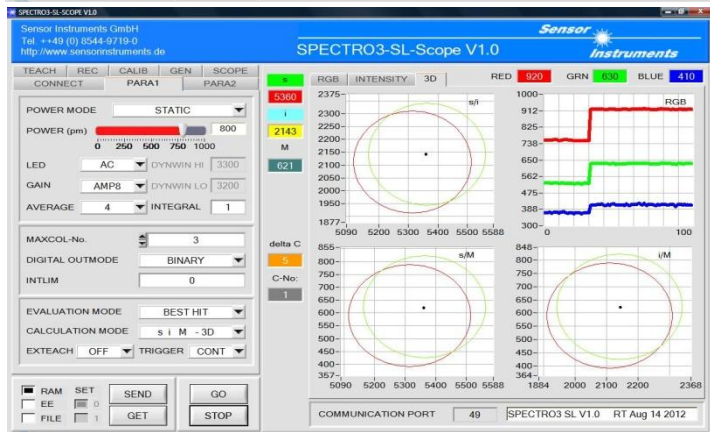 SPECTRO3-SL-SCOPE V1.0
Sensor Instruments GmbH
Tel. ++49 (0) 8544-9719-0
http://www.sensorinstruments.de
SPECTRO3-SL-Scope V1.0
Sensor
Instruments
TEACH REC CALIB GEN SCOPE
CONNECT PARA1 PARA2
POWER MODE STATIC
POWER (pm) 800
0 250 500 750 1000
LED AC DYNWIN HI 3300
GAIN AMP8 DYNWIN LO 3200
AVERAGE 4 INTEGRAL 1
MAXCOL-No. 3
DIGITAL OUTMODE BINARY
INTLIM 0
EVALUATION MODE BEST HIT
CALCULATION MODE s i M - 3D
EXTEACH OFF TRIGGER CONT
RAM SET
EE 0
FILE 1
SEND GO
GET STOP
s
5360
i
2143
M
621
delta C
5
C-No:
1
RGB INTENSITY 3D RED 920 GRN 630 BLUE 410
s/i
2375-
2300-
2250-
2200-
2150-
2100-
2050-
2000-
1950-
1877-
5090 5200 5300 5400 5500 5588
RGB
1000-
912-
825-
738-
650-
562-
475-
388-
300-
0 100
s/M
855-
800-
750-
700-
650-
600-
550-
500-
450-
400-
357-
5090 5200 5300 5400 5500 5588
i/M
848-
800-
750-
700-
650-
600-
550-
500-
450-
400-
364-
1884 2000 2100 2200 2368
COMMUNICATION PORT 49 SPECTRO3 SL V1.0 RT Aug 14 2012